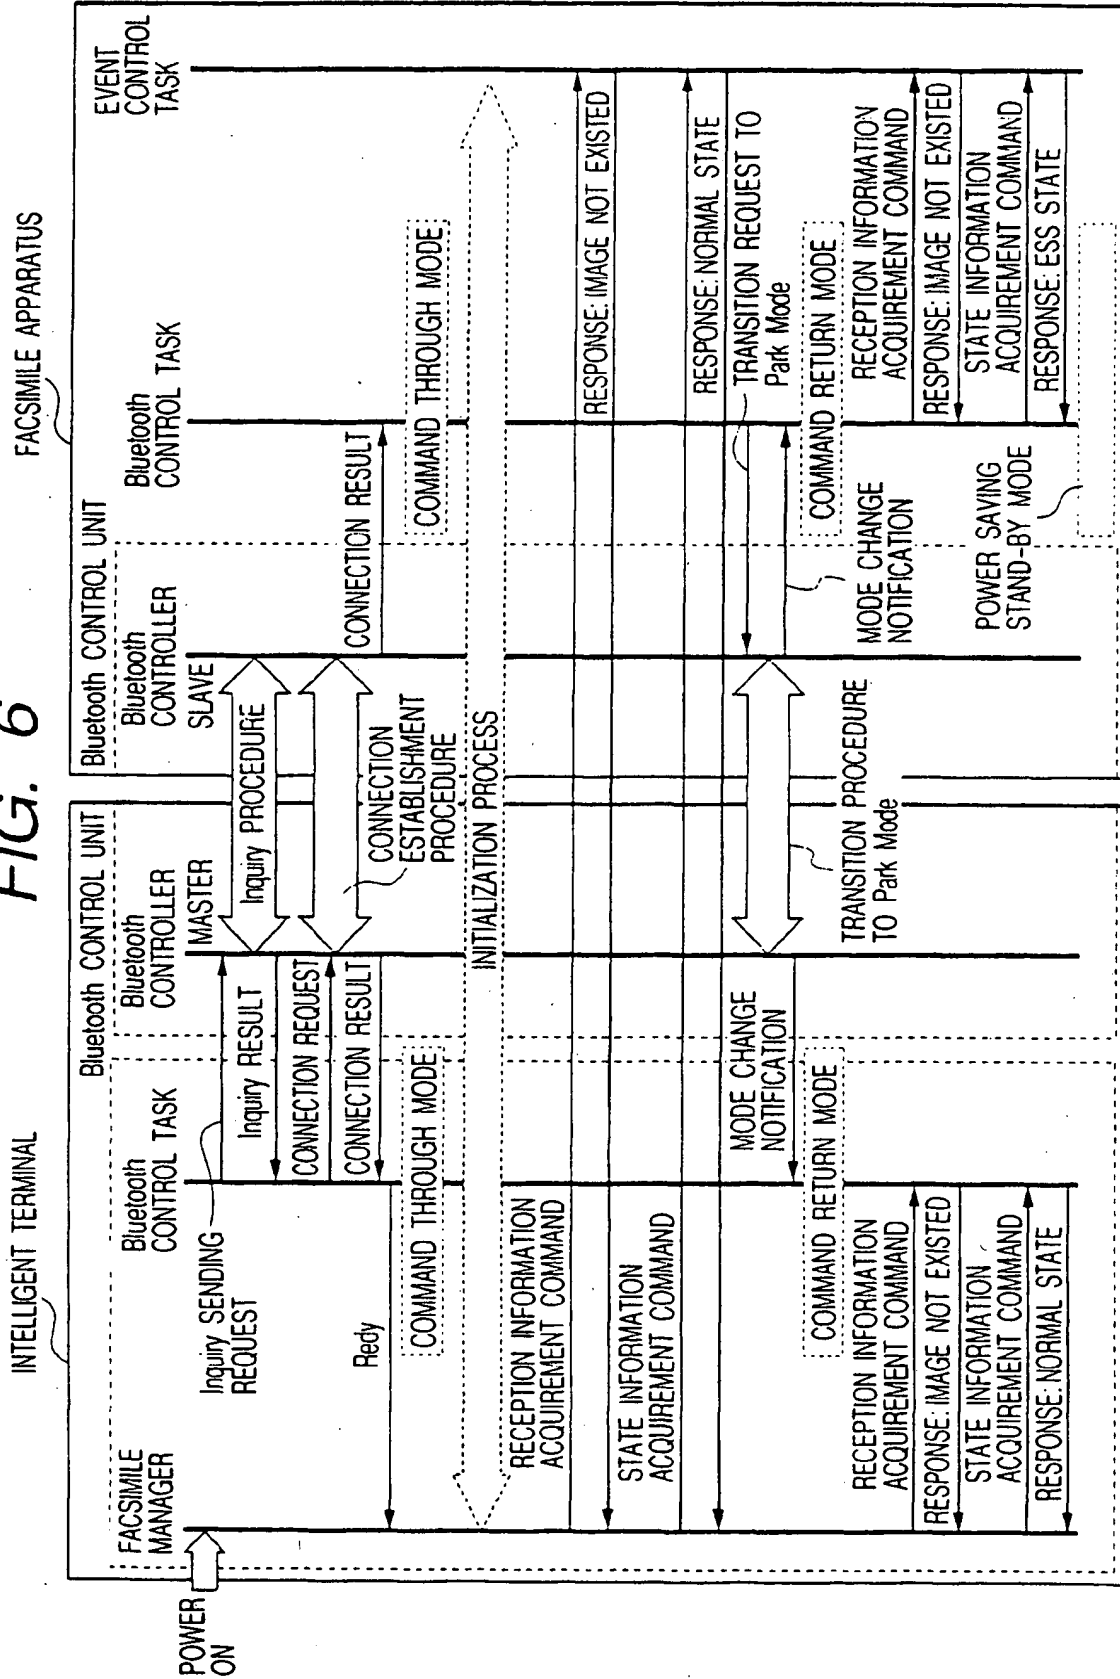 FIG. 6
INTELLIGENT TERMINAL
FACSIMILE APPARATUS
Bluetooth CONTROL UNIT
Bluetooth CONTROL UNIT
FACSIMILE
MANAGER
Bluetooth
CONTROL TASK
Bluetooth
CONTROLLER
MASTER
Bluetooth
CONTROLLER
SLAVE
Bluetooth
CONTROL TASK
EVENT
CONTROL
TASK
POWER
ON
Inquiry SENDING
REQUEST
Inquiry PROCEDURE
Inquiry RESULT
CONNECTION REQUEST
CONNECTION
ESTABLISHMENT
PROCEDURE
CONNECTION RESULT
CONNECTION RESULT
Redy
COMMAND THROUGH MODE
COMMAND THROUGH MODE
INITIALIZATION PROCESS
RECEPTION INFORMATION
ACQUIREMENT COMMAND
RESPONSE: IMAGE NOT EXISTED
STATE INFORMATION
ACQUIREMENT COMMAND
RESPONSE: NORMAL STATE
TRANSITION REQUEST TO
Park Mode
MODE CHANGE
NOTIFICATION
TRANSITION PROCEDURE
TO Park Mode
MODE CHANGE
NOTIFICATION
COMMAND RETURN MODE
COMMAND RETURN MODE
RECEPTION INFORMATION
ACQUIREMENT COMMAND
RESPONSE: IMAGE NOT EXISTED
STATE INFORMATION
ACQUIREMENT COMMAND
RESPONSE: NORMAL STATE
RECEPTION INFORMATION
ACQUIREMENT COMMAND
RESPONSE: IMAGE NOT EXISTED
STATE INFORMATION
ACQUIREMENT COMMAND
RESPONSE: ESS STATE
POWER SAVING
STAND-BY MODE